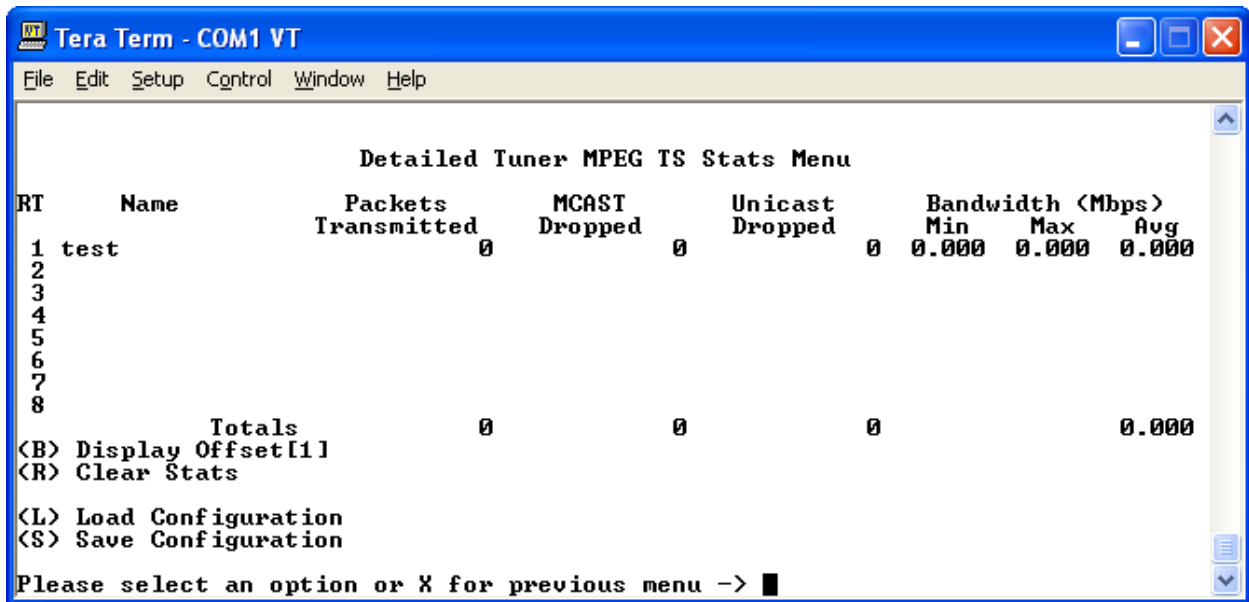 Tera Term - COM1 VT
File Edit Setup Control Window Help
Detailed Tuner MPEG TS Stats Menu
RT Name Packets MCAST Unicast Bandwidth (Mbps)
Transmitted Dropped Dropped Min Max Avg
1 test 0 0 0 0.000 0.000 0.000
2
3
4
5
6
7
8
Totals 0 0 0 0.000
(B) Display Offset[1]
(R) Clear Stats
(L) Load Configuration
(S) Save Configuration
Please select an option or X for previous menu ->